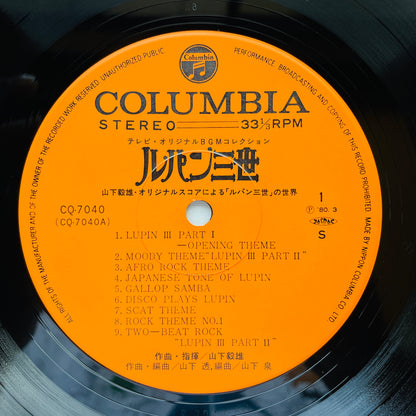 Columbia
COLUMBIA
STEREO 33⅓RPM
テレビ・オリジナルBGMコレクション
ルパン三世
山下毅雄・オリジナルスコアによる「ルパン三世」の世界
CQ-7040
(CQ-7040A)
1
Ⓟ '80. 3
S
1. LUPIN III PART I
—OPENING THEME
2. MOODY THEME "LUPIN III PART II"
3. AFRO ROCK THEME
4. JAPANESE TONE OF LUPIN
5. GALLOP SAMBA
6. DISCO PLAYS LUPIN
7. SCAT THEME
8. ROCK THEME NO.1
9. TWO-BEAT ROCK
"LUPIN III PART II"
作曲・指揮/山下毅雄
作曲・編曲/山下 透, 編曲/山下 泉
ALL RIGHTS OF THE MANUFACTURER AND OF THE OWNER OF THE RECORDED WORK RESERVED. UNAUTHORIZED PUBLIC PERFORMANCE, BROADCASTING AND COPYING OF THIS RECORD PROHIBITED. MADE BY NIPPON COLUMBIA CO. LTD.